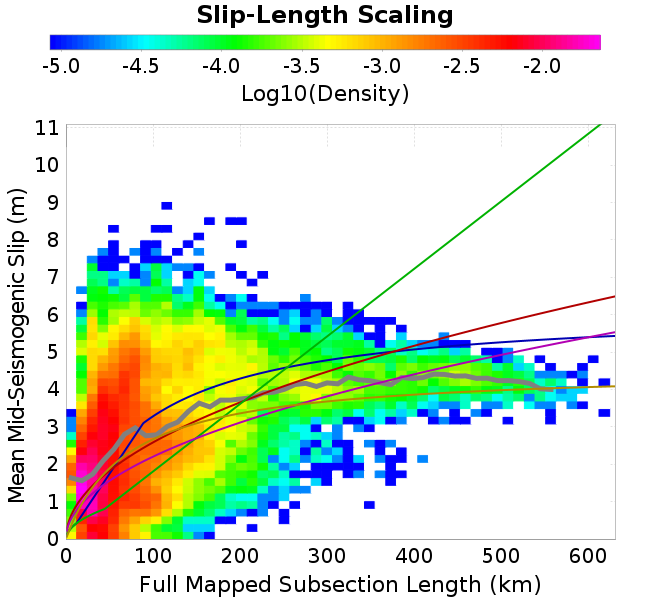 Slip-Length Scaling
-5.0 -4.5 -4.0 -3.5 -3.0 -2.5 -2.0
Log10(Density)
11
10
9
8
7
6
5
4
3
2
1
0
Mean Mid-Seismogenic Slip (m)
0 100 200 300 400 500 600
Full Mapped Subsection Length (km)